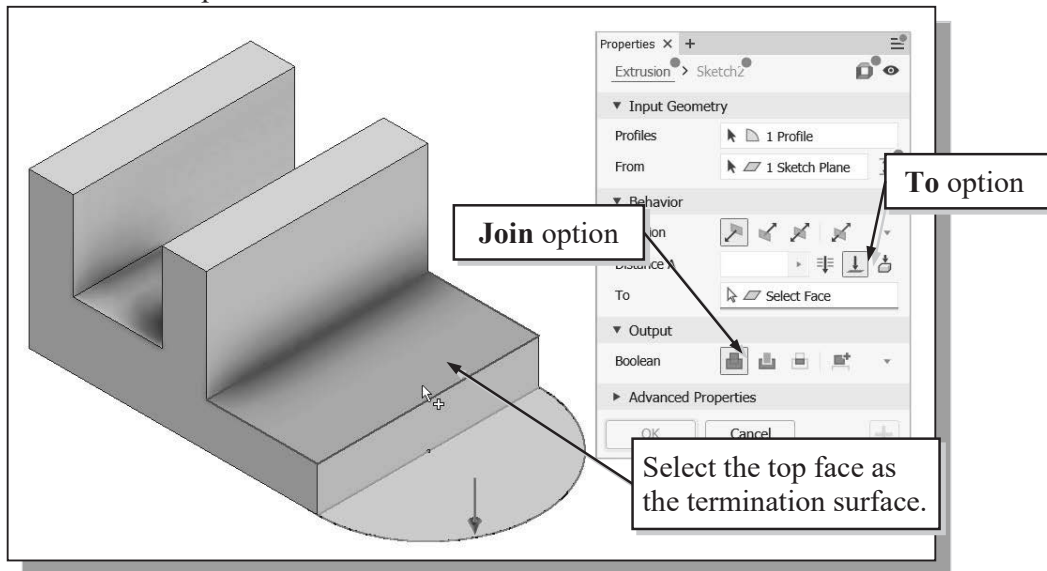 Properties × +
Extrusion > Sketch2
▼ Input Geometry
Profiles 1 Profile
From 1 Sketch Plane
To option
▼ Behavior
Join option
Distance A
To Select Face
▼ Output
Boolean
► Advanced Properties
OK Cancel
Select the top face as
the termination surface.